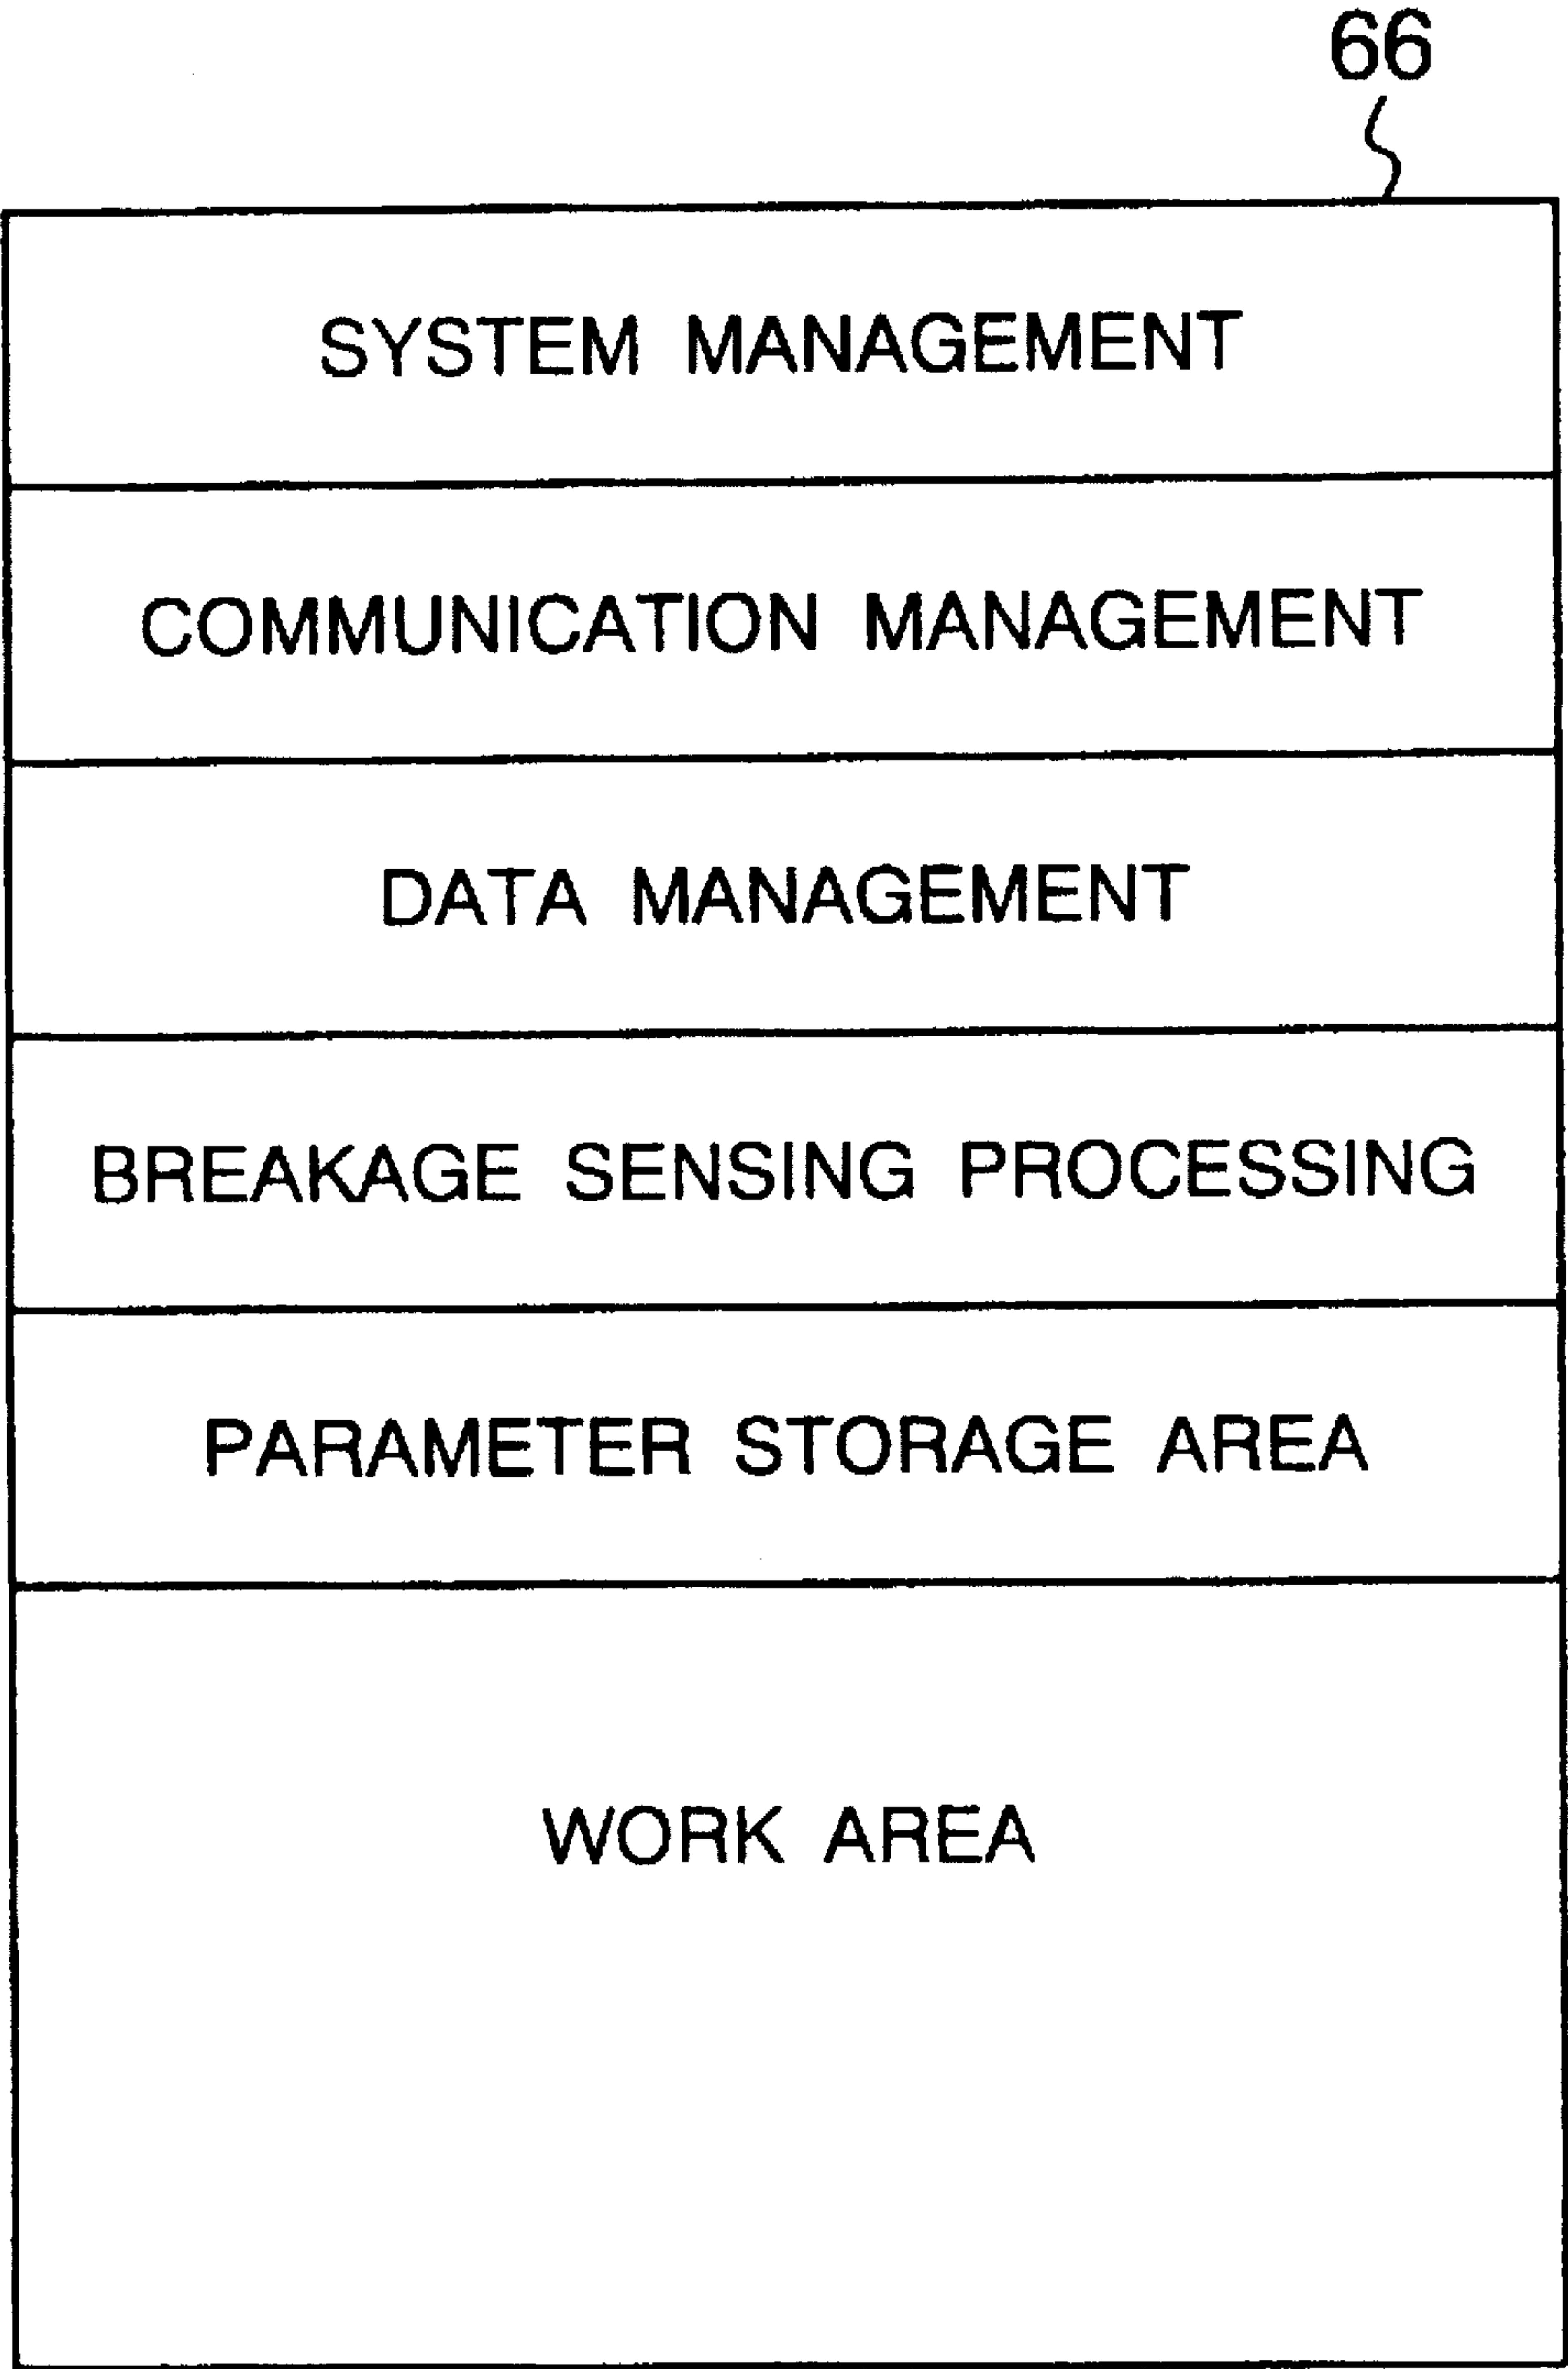 66
SYSTEM MANAGEMENT
COMMUNICATION MANAGEMENT
DATA MANAGEMENT
BREAKAGE SENSING PROCESSING
PARAMETER STORAGE AREA
WORK AREA